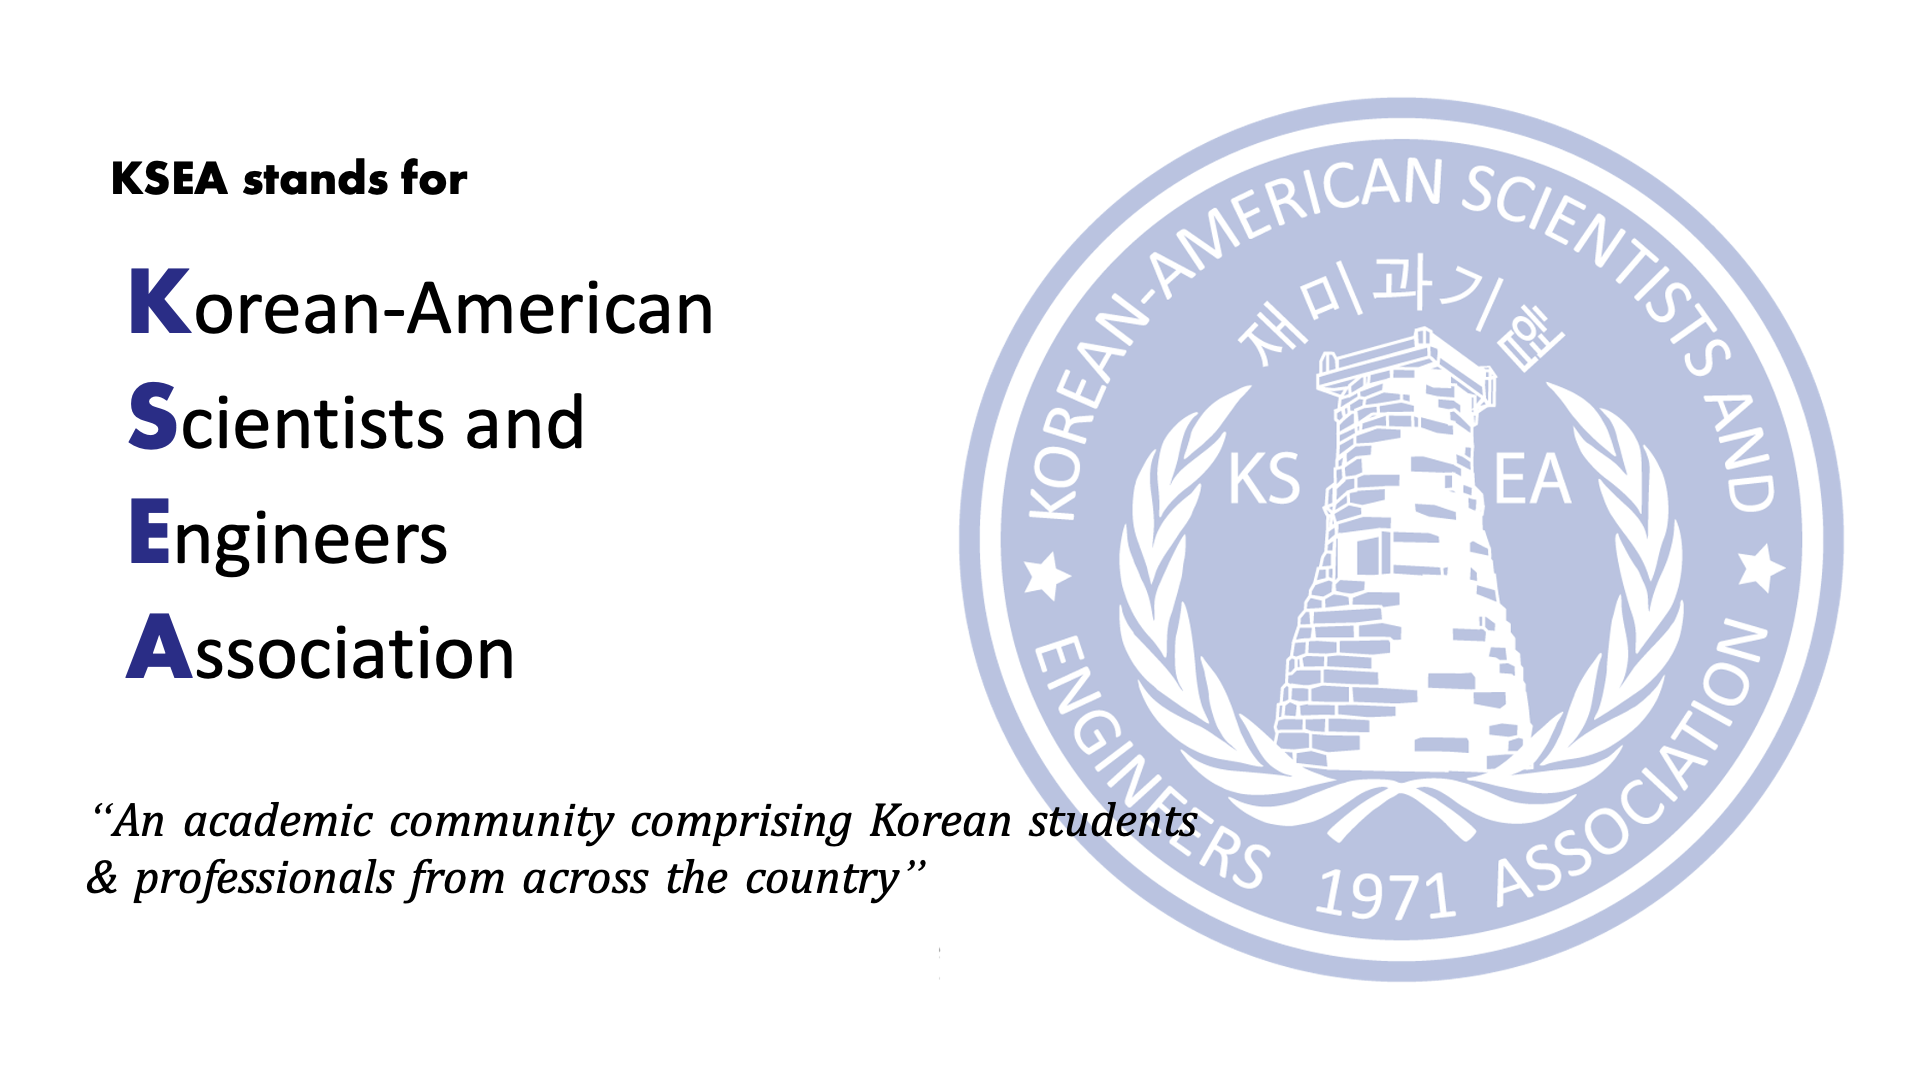 KSEA stands for
Korean-American
Scientists and
Engineers
Association
‘‘An academic community comprising Korean students
& professionals from across the country’’
KOREAN-AMERICAN SCIENTISTS AND
재미과기협
KS EA
ENGINEERS ASSOCIATION
1971